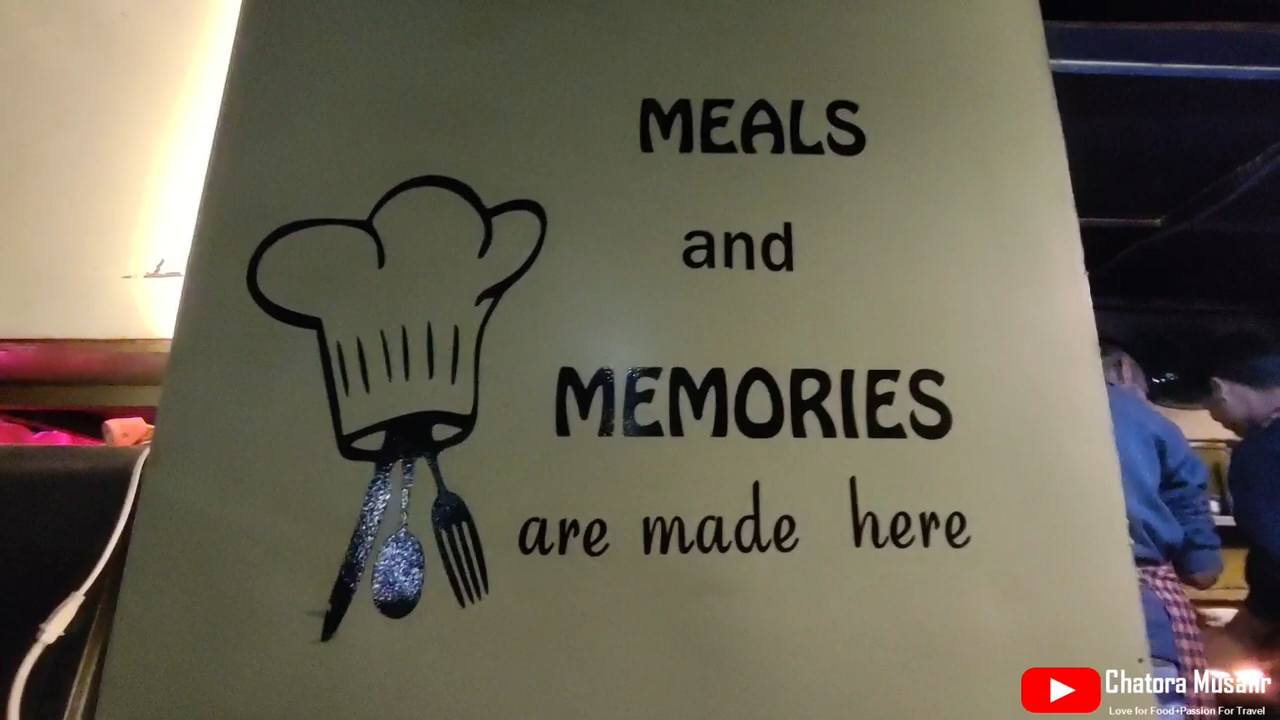 MEALS
and
MEMORIES
are made here
Chatora Musafir
Love for Food+Passion For Travel